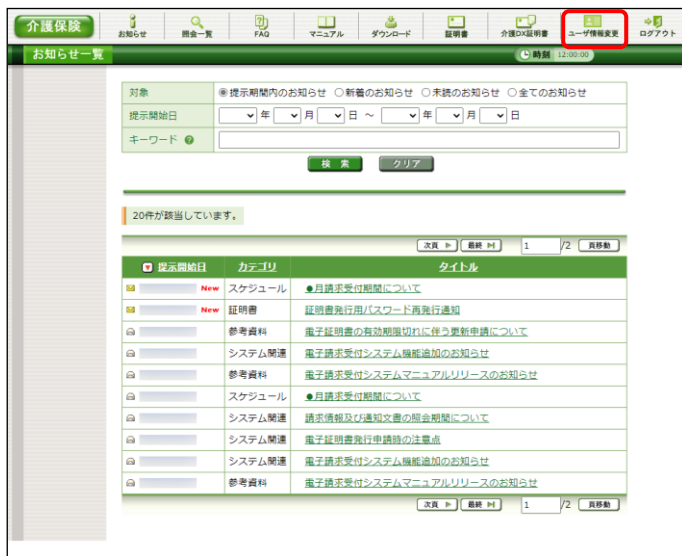 介護保険
お知らせ 照会一覧 FAQ マニュアル ダウンロード 証明書 介護DX証明書 ユーザ情報変更 ログアウト
お知らせ一覧 時刻 12:00:00
対象 提示期間内のお知らせ 新着のお知らせ 未読のお知らせ 全てのお知らせ
提示開始日 年 月 日 ～ 年 月 日
キーワード
検索 クリア
20件が該当しています。
次頁 最終 1 /2 頁移動
提示開始日 カテゴリ タイトル
New スケジュール ●月請求受付期間について
New 証明書 証明書発行用パスワード再発行通知
参考資料 電子証明書の有効期限切れに伴う更新申請について
システム関連 電子請求受付システム機能追加のお知らせ
参考資料 電子請求受付システムマニュアルリリースのお知らせ
スケジュール ●月請求受付期間について
システム関連 請求情報及び通知文書の照会期間について
システム関連 電子証明書発行申請時の注意点
システム関連 電子請求受付システム機能追加のお知らせ
参考資料 電子請求受付システムマニュアルリリースのお知らせ
次頁 最終 1 /2 頁移動